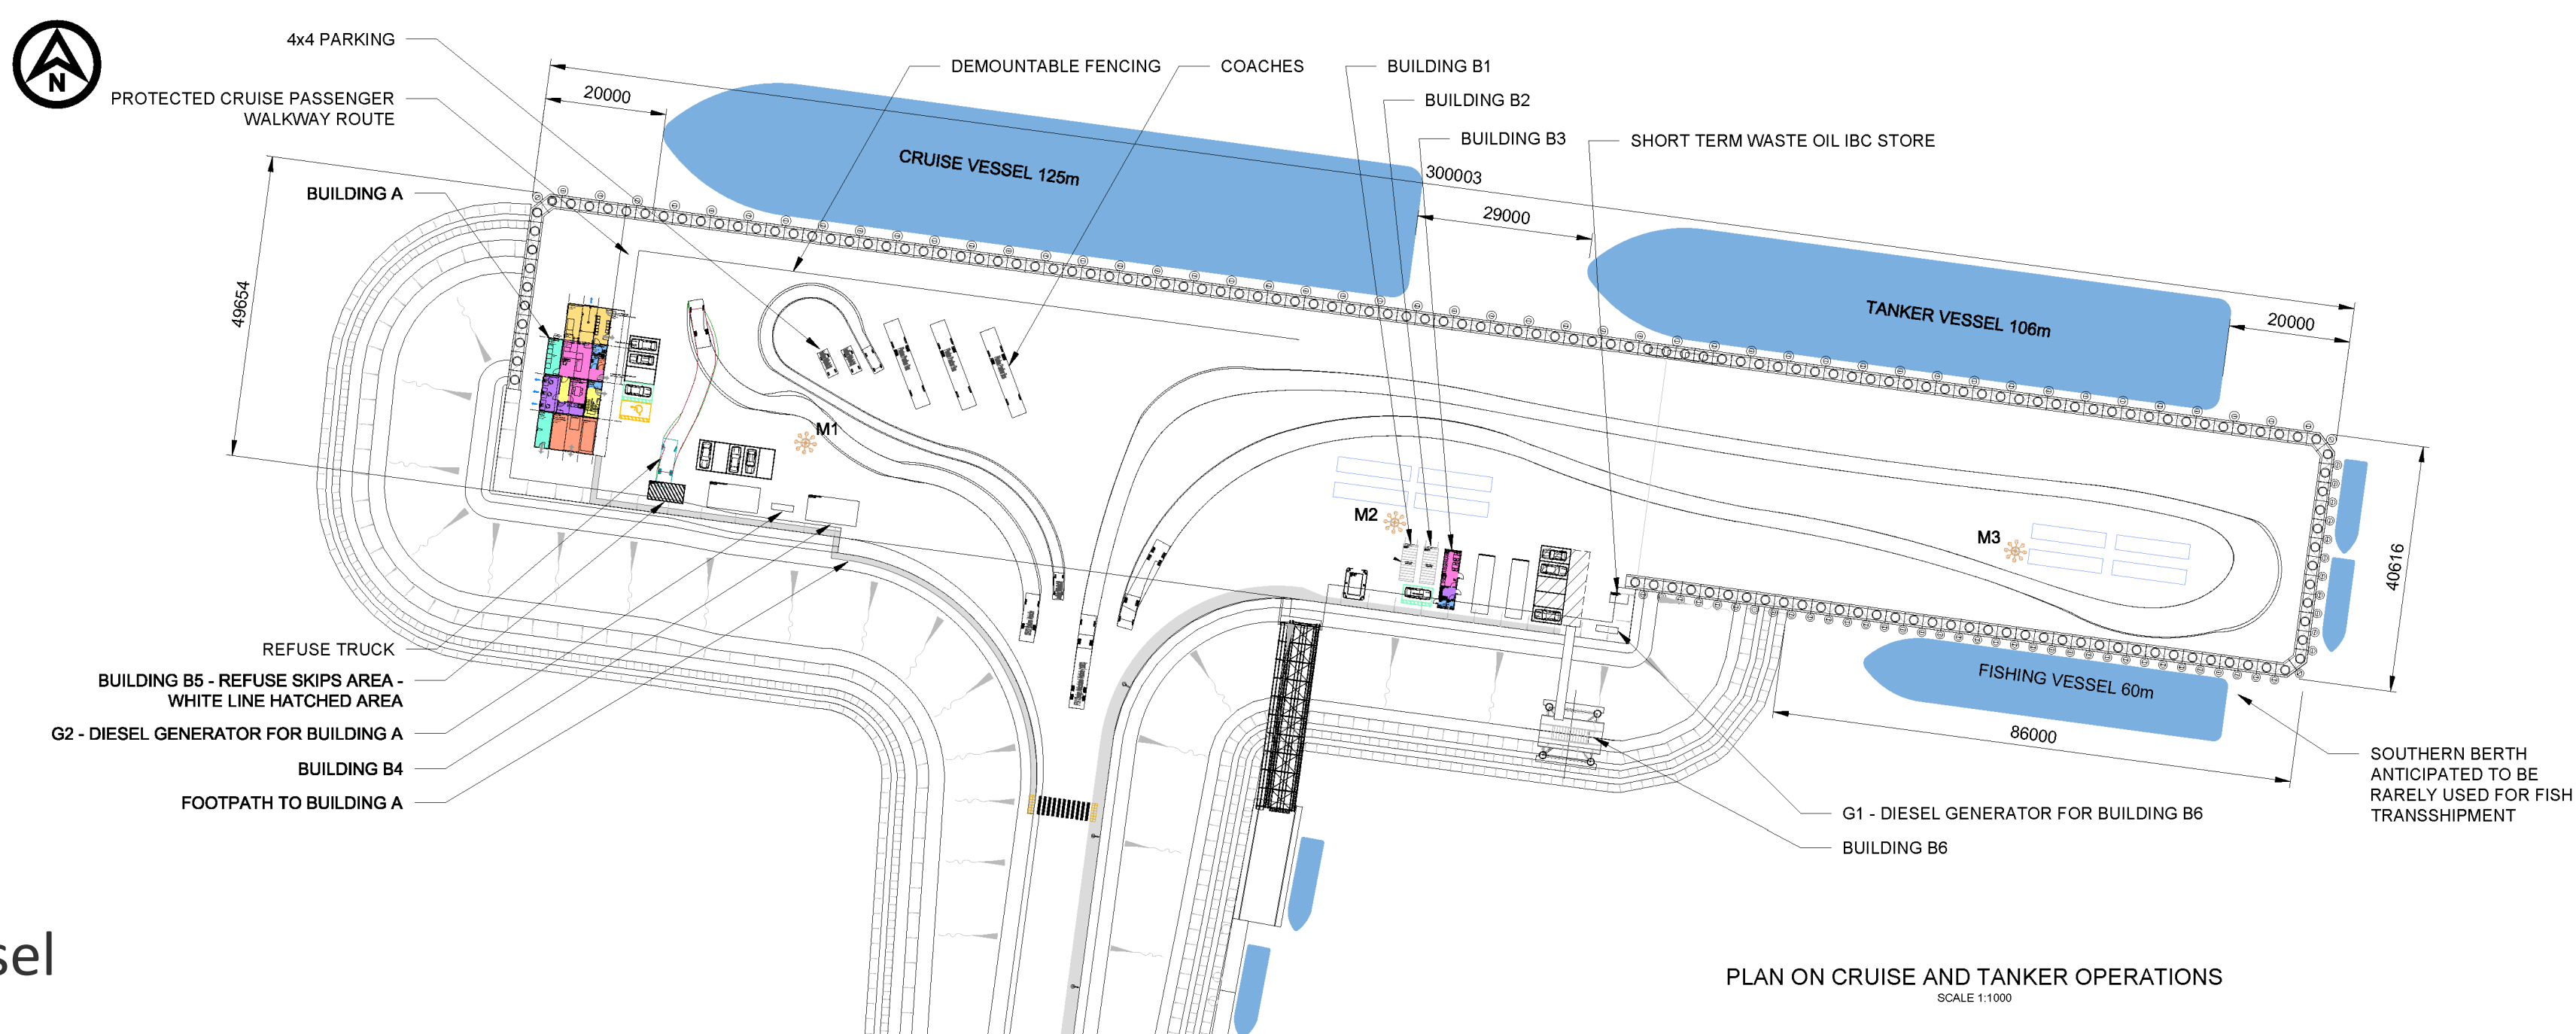 N
4x4 PARKING
PROTECTED CRUISE PASSENGER
WALKWAY ROUTE
BUILDING A
DEMOUNTABLE FENCING
COACHES
BUILDING B1
BUILDING B2
BUILDING B3
SHORT TERM WASTE OIL IBC STORE
20000
CRUISE VESSEL 125m
300003
29000
TANKER VESSEL 106m
20000
49654
M1
M2
M3
40616
REFUSE TRUCK
BUILDING B5 - REFUSE SKIPS AREA -
WHITE LINE HATCHED AREA
G2 - DIESEL GENERATOR FOR BUILDING A
BUILDING B4
FOOTPATH TO BUILDING A
FISHING VESSEL 60m
86000
SOUTHERN BERTH
ANTICIPATED TO BE
RARELY USED FOR FISH
TRANSSHIPMENT
G1 - DIESEL GENERATOR FOR BUILDING B6
BUILDING B6
sel
PLAN ON CRUISE AND TANKER OPERATIONS
SCALE 1:1000